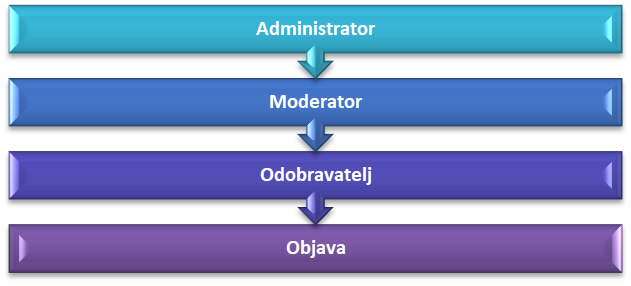 Administrator
Moderator
Odobravatelj
Objava